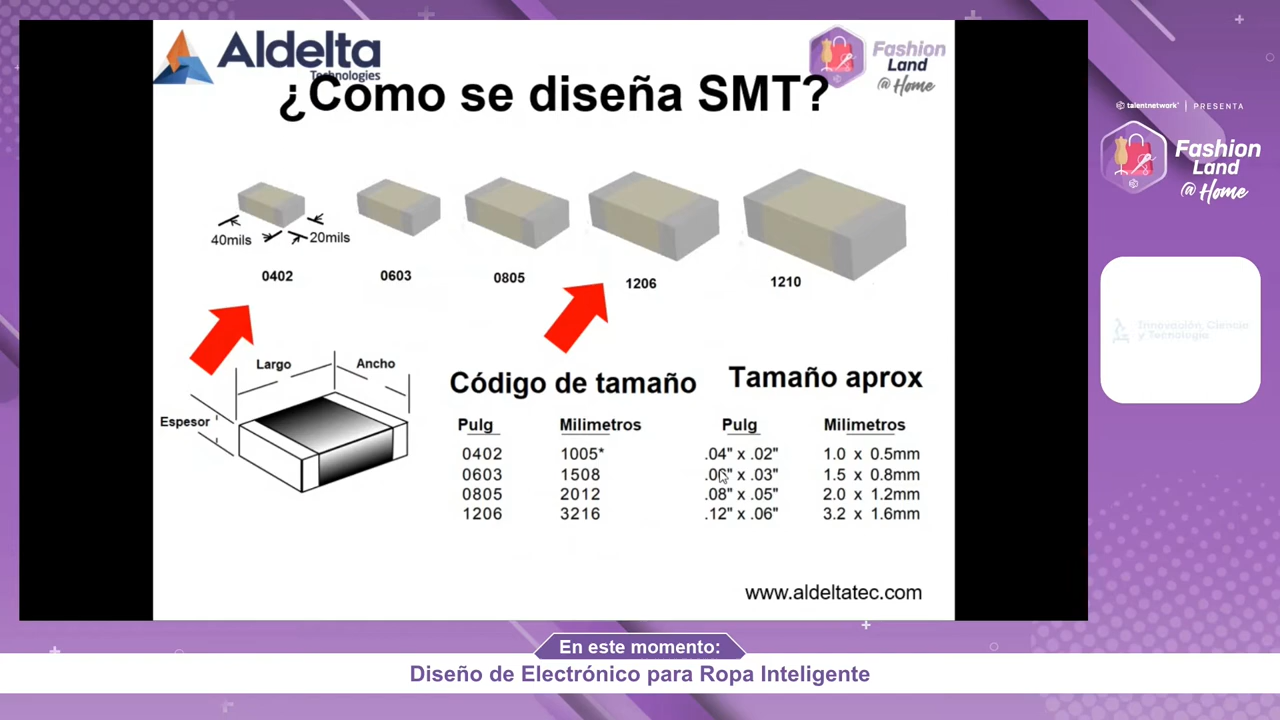 Aldelta
Technologies
Fashion
Land
@ Home
¿Como se diseña SMT?
talentnetwork | PRESENTA
Fashion
Land
@ Home
40mils
20mils
0402
0603
0805
1206
1210
Largo
Ancho
Espesor
Código de tamaño
Tamaño aprox
Pulg Milimetros Pulg Milimetros
0402 1005* .04" x .02" 1.0 x 0.5mm
0603 1508 .06" x .03" 1.5 x 0.8mm
0805 2012 .08" x .05" 2.0 x 1.2mm
1206 3216 .12" x .06" 3.2 x 1.6mm
Innovación, Ciencia
y Tecnología
www.aldeltatec.com
En este momento:
Diseño de Electrónico para Ropa Inteligente